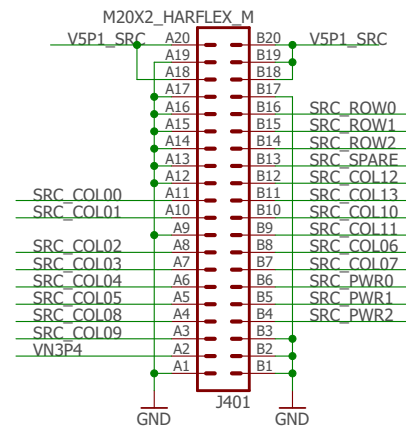 M20X2_HARFLEX_M
V5P1_SRC A20 B20 V5P1_SRC
A19 B19
A18 B18
A17 B17
A16 B16 SRC_ROW0
A15 B15 SRC_ROW1
A14 B14 SRC_ROW2
A13 B13 SRC_SPARE
A12 B12 SRC_COL12
SRC_COL00 A11 B11 SRC_COL13
SRC_COL01 A10 B10 SRC_COL10
A9 B9 SRC_COL11
SRC_COL02 A8 B8 SRC_COL06
SRC_COL03 A7 B7 SRC_COL07
SRC_COL04 A6 B6 SRC_PWR0
SRC_COL05 A5 B5 SRC_PWR1
SRC_COL08 A4 B4 SRC_PWR2
SRC_COL09 A3 B3
VN3P4 A2 B2
A1 B1
J401
GND GND